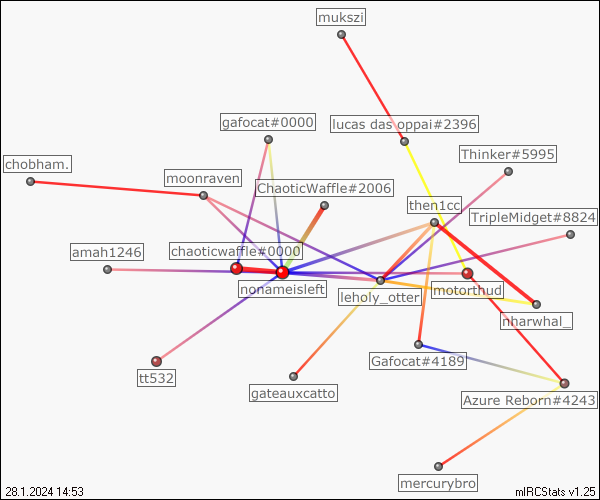 mukszi
gafocat#0000
lucas das oppai#2396
Thinker#5995
chobham.
moonraven
ChaoticWaffle#2006
then1cc
TripleMidget#8824
amah1246
chaoticwaffle#0000
nonameisleft
leholy_otter
motorthud
nharwhal_
Gafocat#4189
tt532
gateauxcatto
Azure Reborn#4243
mercurybro
28.1.2024 14:53
mIRCStats v1.25